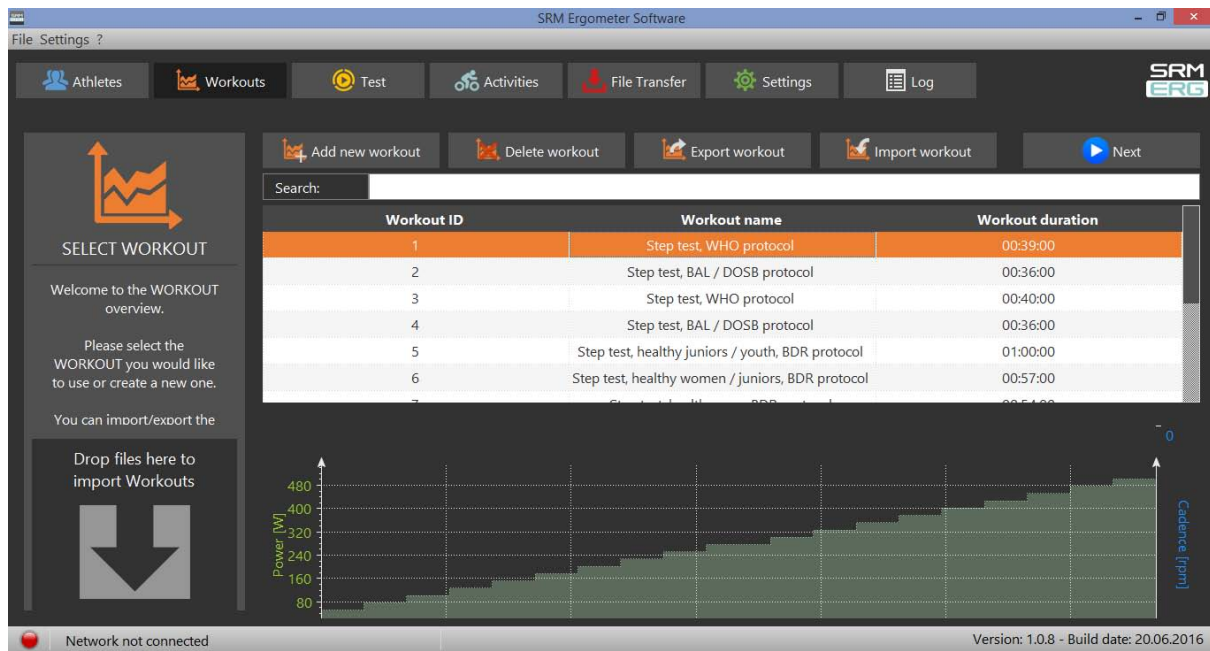 SRM Ergometer Software
File Settings ?
Athletes Workouts Test Activities File Transfer Settings Log
SRM
ERG
Add new workout Delete workout Export workout Import workout Next
Search:
Workout ID Workout name Workout duration
1 Step test, WHO protocol 00:39:00
2 Step test, BAL / DOSB protocol 00:36:00
3 Step test, WHO protocol 00:40:00
4 Step test, BAL / DOSB protocol 00:36:00
5 Step test, healthy juniors / youth, BDR protocol 01:00:00
6 Step test, healthy women / juniors, BDR protocol 00:57:00
SELECT WORKOUT
Welcome to the WORKOUT
overview.
Please select the
WORKOUT you would like
to use or create a new one.
You can import/export the
Drop files here to
import Workouts
0
Power [W]
480
400
320
240
160
80
Cadence [rpm]
Network not connected
Version: 1.0.8 - Build date: 20.06.2016